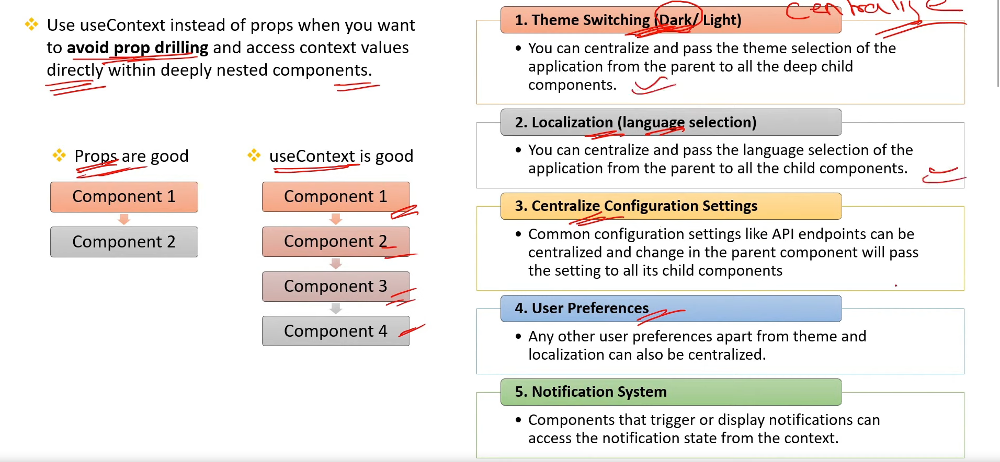 Use useContext instead of props when you want
to avoid prop drilling and access context values
directly within deeply nested components.
Props are good
Component 1
Component 2
useContext is good
Component 1
Component 2
Component 3
Component 4
Centralize
1. Theme Switching (Dark/ Light)
• You can centralize and pass the theme selection of the
application from the parent to all the deep child
components.
2. Localization (language selection)
• You can centralize and pass the language selection of the
application from the parent to all the child components.
3. Centralize Configuration Settings
• Common configuration settings like API endpoints can be
centralized and change in the parent component will pass
the setting to all its child components
4. User Preferences
• Any other user preferences apart from theme and
localization can also be centralized.
5. Notification System
• Components that trigger or display notifications can
access the notification state from the context.